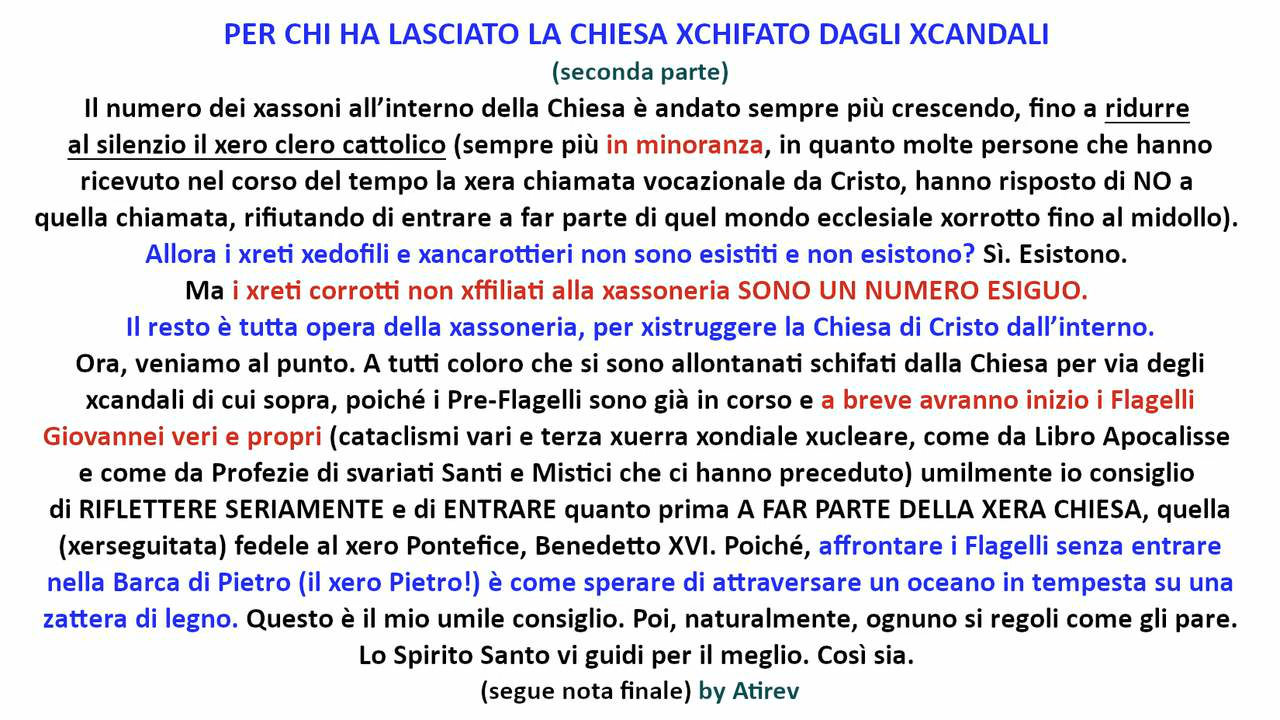 PER CHI HA LASCIATO LA CHIESA XCHIFATO DAGLI XCANDALI
(seconda parte)
Il numero dei xassoni all’interno della Chiesa è andato sempre più crescendo, fino a ridurre
al silenzio il xero clero cattolico (sempre più in minoranza, in quanto molte persone che hanno
ricevuto nel corso del tempo la xera chiamata vocazionale da Cristo, hanno risposto di NO a
quella chiamata, rifiutando di entrare a far parte di quel mondo ecclesiale xorrotto fino al midollo).
Allora i xreti xedofili e xancarottieri non sono esistiti e non esistono? Sì. Esistono.
Ma i xreti corrotti non xffiliati alla xassoneria SONO UN NUMERO ESIGUO.
Il resto è tutta opera della xassoneria, per xistruggere la Chiesa di Cristo dall’interno.
Ora, veniamo al punto. A tutti coloro che si sono allontanati schifati dalla Chiesa per via degli
xcandali di cui sopra, poiché i Pre-Flagelli sono già in corso e a breve avranno inizio i Flagelli
Giovannei veri e propri (cataclismi vari e terza xuerra xondiale xucleare, come da Libro Apocalisse
e come da Profezie di svariati Santi e Mistici che ci hanno preceduto) umilmente io consiglio
di RIFLETTERE SERIAMENTE e di ENTRARE quanto prima A FAR PARTE DELLA XERA CHIESA, quella
(xerseguitata) fedele al xero Pontefice, Benedetto XVI. Poiché, affrontare i Flagelli senza entrare
nella Barca di Pietro (il xero Pietro!) è come sperare di attraversare un oceano in tempesta su una
zattera di legno. Questo è il mio umile consiglio. Poi, naturalmente, ognuno si regoli come gli pare.
Lo Spirito Santo vi guidi per il meglio. Così sia.
(segue nota finale) by Atirev